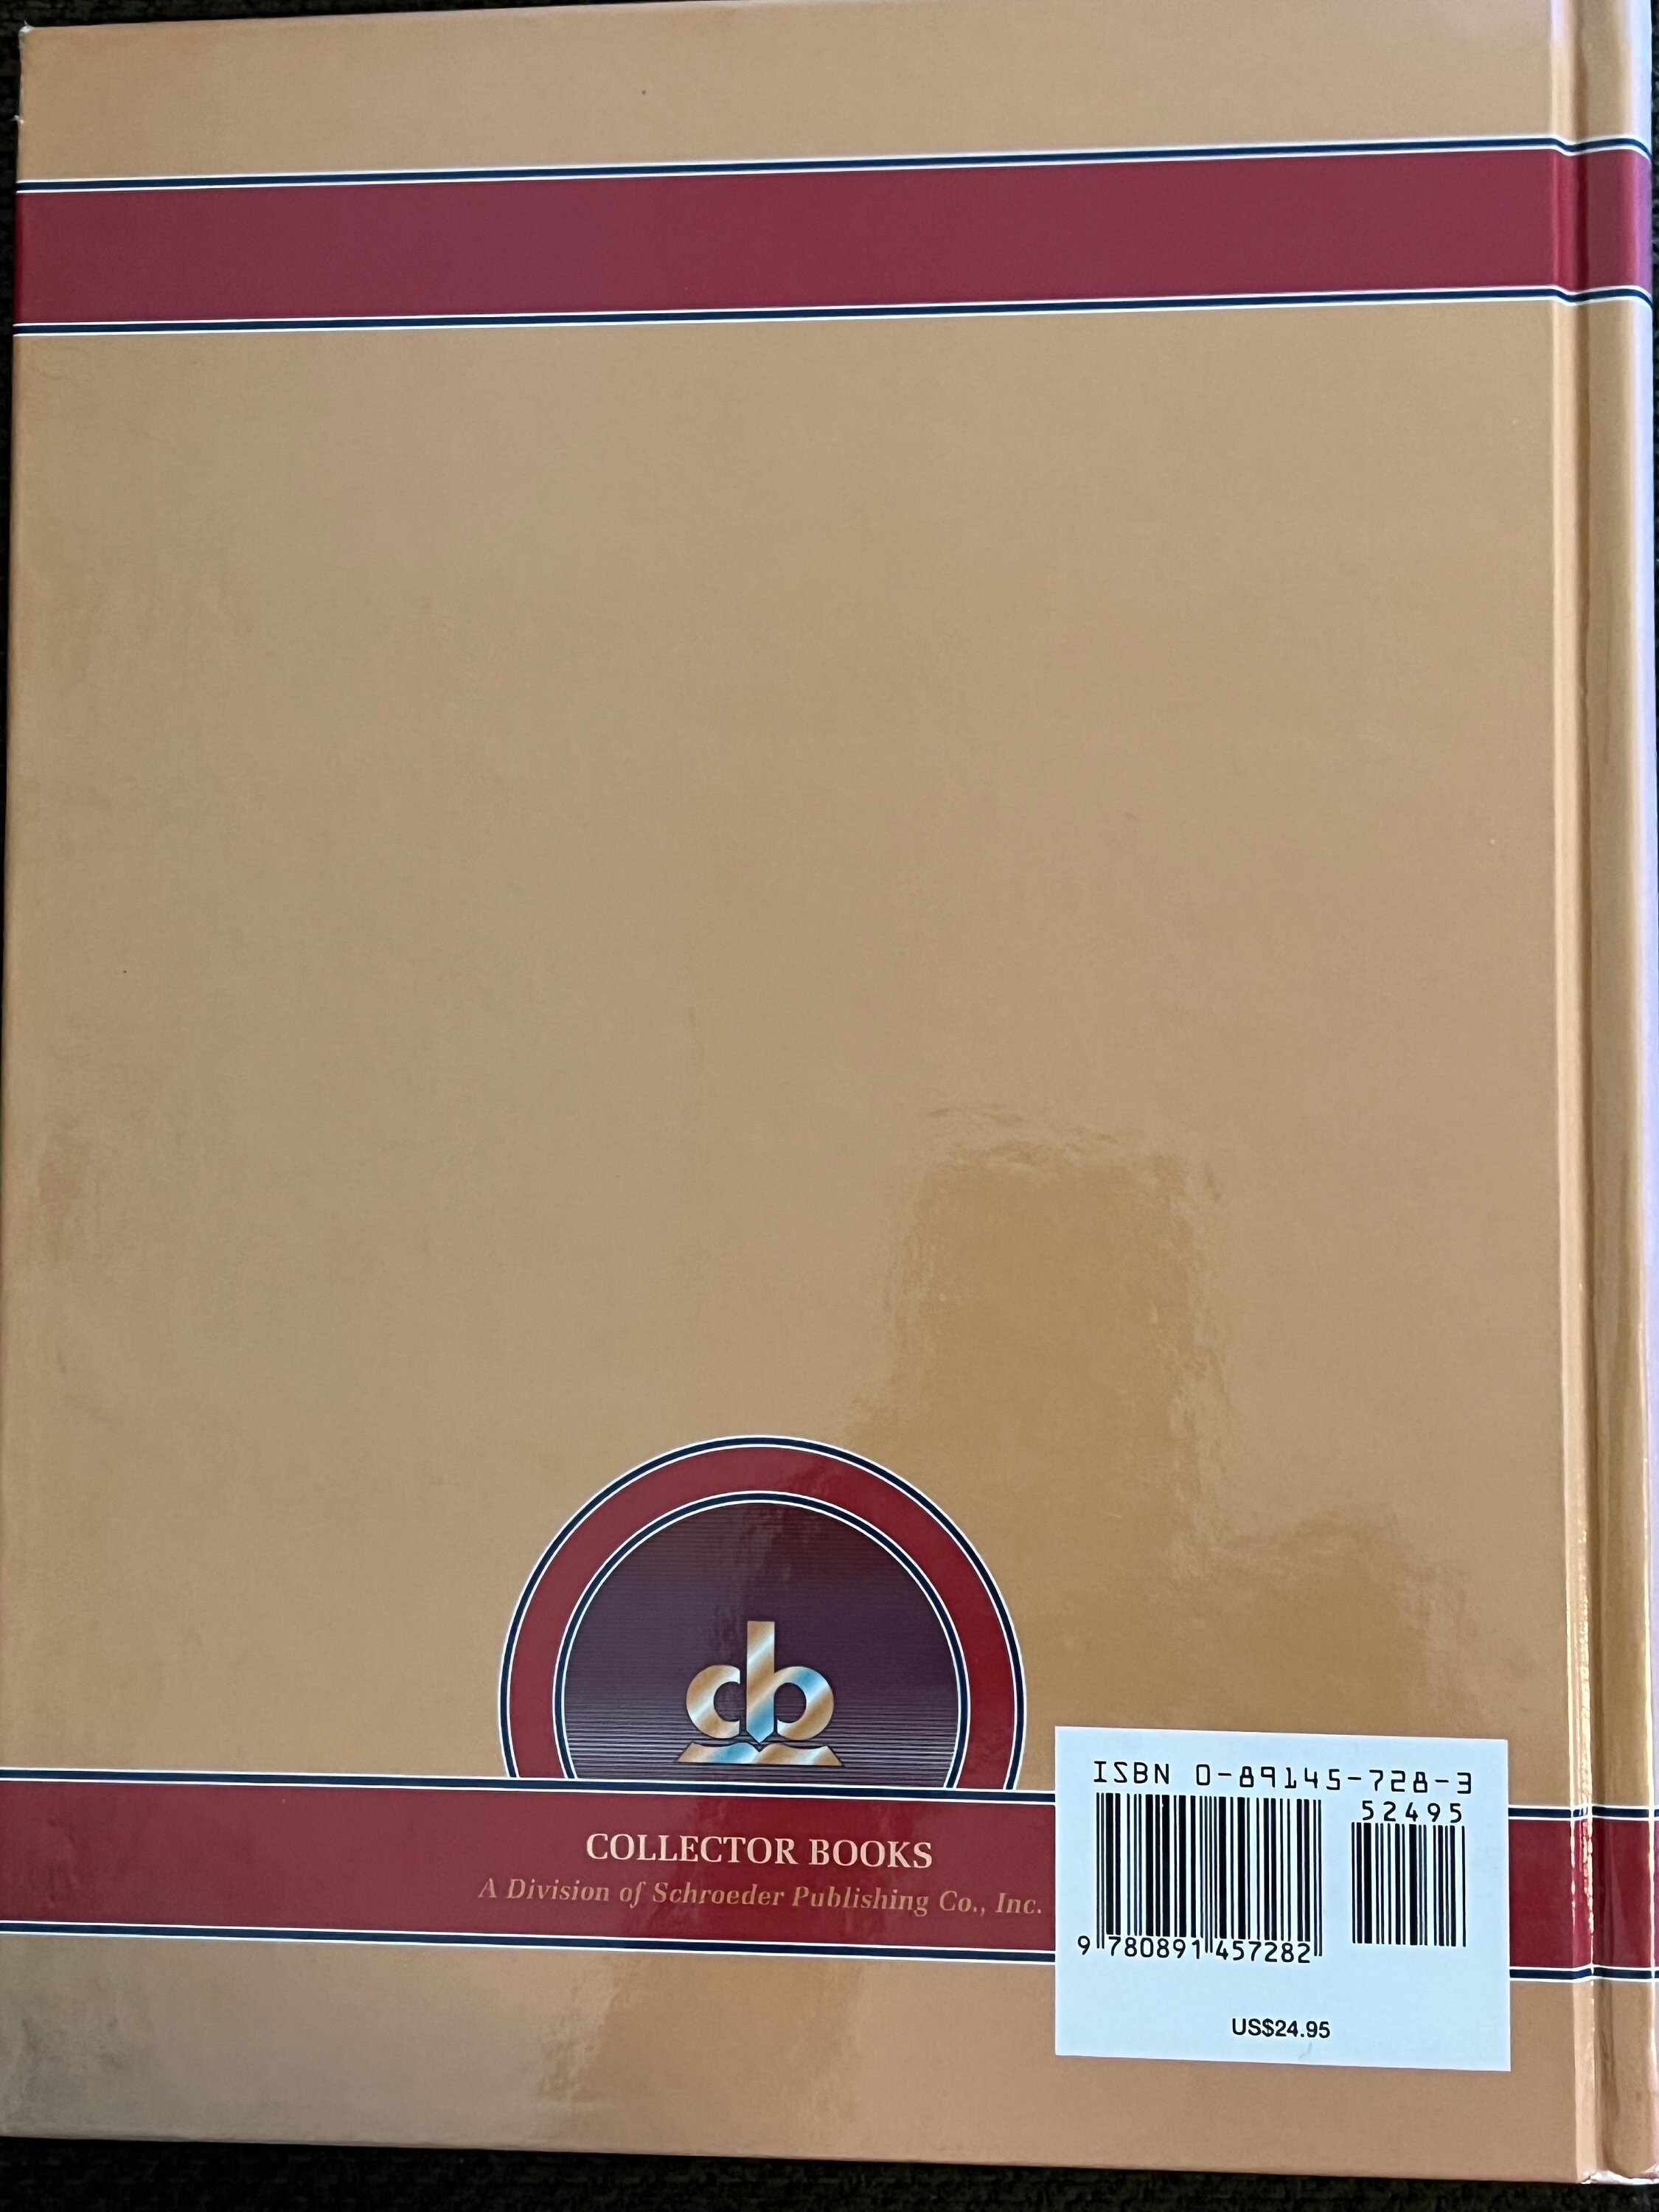 cb
COLLECTOR BOOKS
A Division of Schroeder Publishing Co., Inc.
ISBN 0-89145-728-3
52495
9 780891 457282
US$24.95